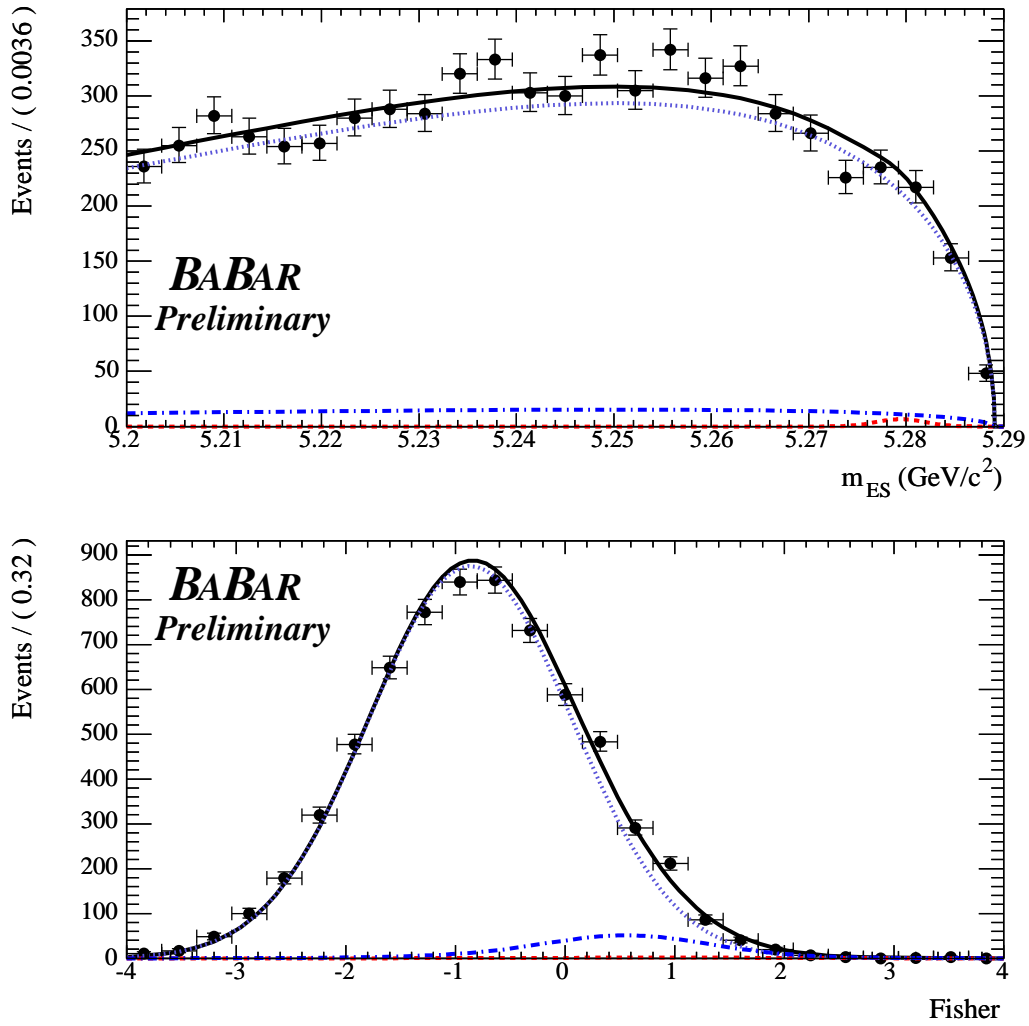 Events / ( 0.0036 )
350
300
250
200
150
100
50
0
BABAR
Preliminary
5.2 5.21 5.22 5.23 5.24 5.25 5.26 5.27 5.28 5.29
m_ES (GeV/c²)
Events / ( 0.32 )
900
800
700
600
500
400
300
200
100
0
BABAR
Preliminary
-4 -3 -2 -1 0 1 2 3 4
Fisher